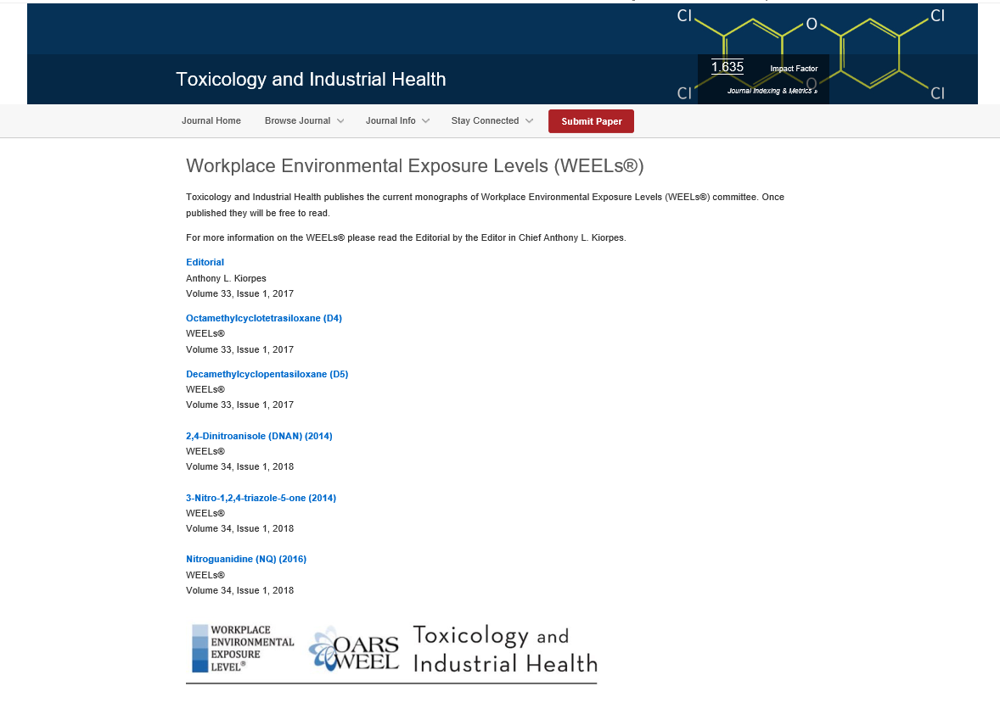 Cl
O
Cl
1.635 Impact Factor
Toxicology and Industrial Health
O
Cl
Journal Indexing & Metrics »
Cl
Journal Home Browse Journal Journal Info Stay Connected Submit Paper
Workplace Environmental Exposure Levels (WEELs®)
Toxicology and Industrial Health publishes the current monographs of Workplace Environmental Exposure Levels (WEELs®) committee. Once
published they will be free to read.
For more information on the WEELs® please read the Editorial by the Editor in Chief Anthony L. Kiorpes.
Editorial
Anthony L. Kiorpes
Volume 33, Issue 1, 2017
Octamethylcyclotetrasiloxane (D4)
WEELs®
Volume 33, Issue 1, 2017
Decamethylcyclopentasiloxane (D5)
WEELs®
Volume 33, Issue 1, 2017
2,4-Dinitroanisole (DNAN) (2014)
WEELs®
Volume 34, Issue 1, 2018
3-Nitro-1,2,4-triazole-5-one (2014)
WEELs®
Volume 34, Issue 1, 2018
Nitroguanidine (NQ) (2016)
WEELs®
Volume 34, Issue 1, 2018
WORKPLACE
ENVIRONMENTAL
EXPOSURE
LEVEL®
OARS
WEEL
Toxicology and
Industrial Health